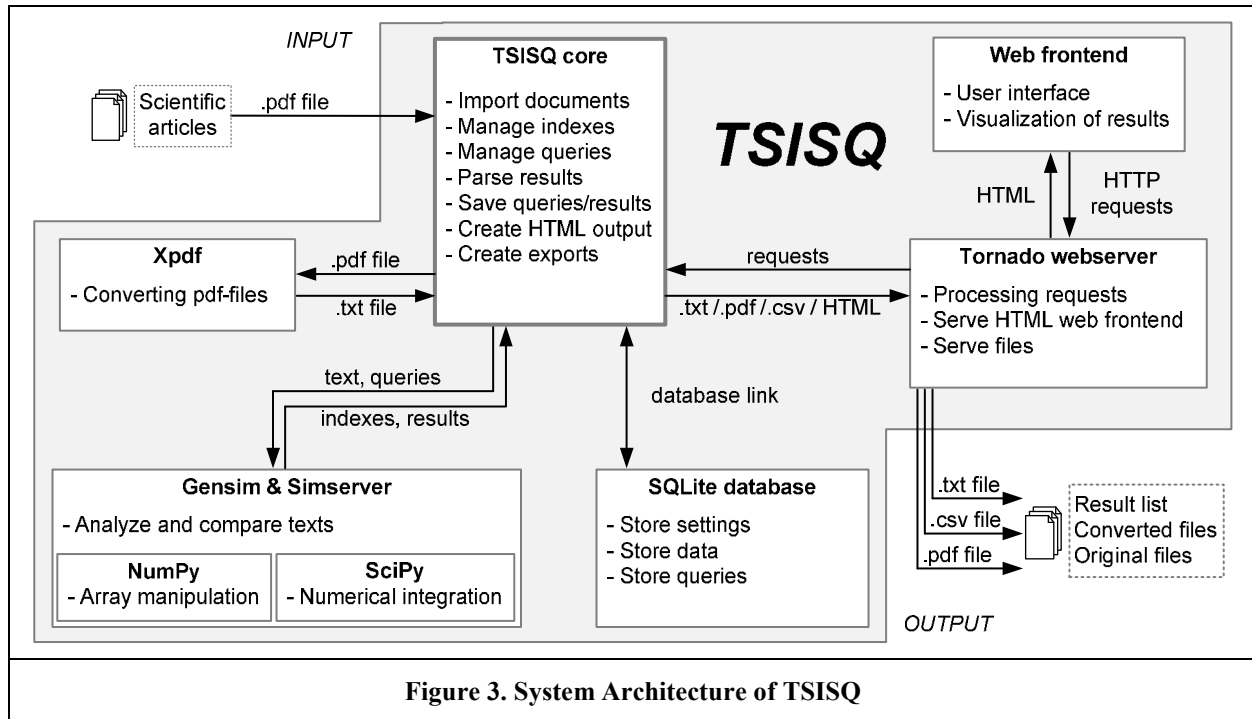 INPUT
Scientific
articles
.pdf file
TSISQ core
- Import documents
- Manage indexes
- Manage queries
- Parse results
- Save queries/results
- Create HTML output
- Create exports
TSISQ
Web frontend
- User interface
- Visualization of results
HTML
HTTP
requests
Xpdf
- Converting pdf-files
.pdf file
.txt file
requests
.txt /.pdf /.csv / HTML
Tornado webserver
- Processing requests
- Serve HTML web frontend
- Serve files
text, queries
indexes, results
database link
Gensim & Simserver
- Analyze and compare texts
NumPy
- Array manipulation
SciPy
- Numerical integration
SQLite database
- Store settings
- Store data
- Store queries
.txt file
.csv file
.pdf file
Result list
Converted files
Original files
OUTPUT
Figure 3. System Architecture of TSISQ